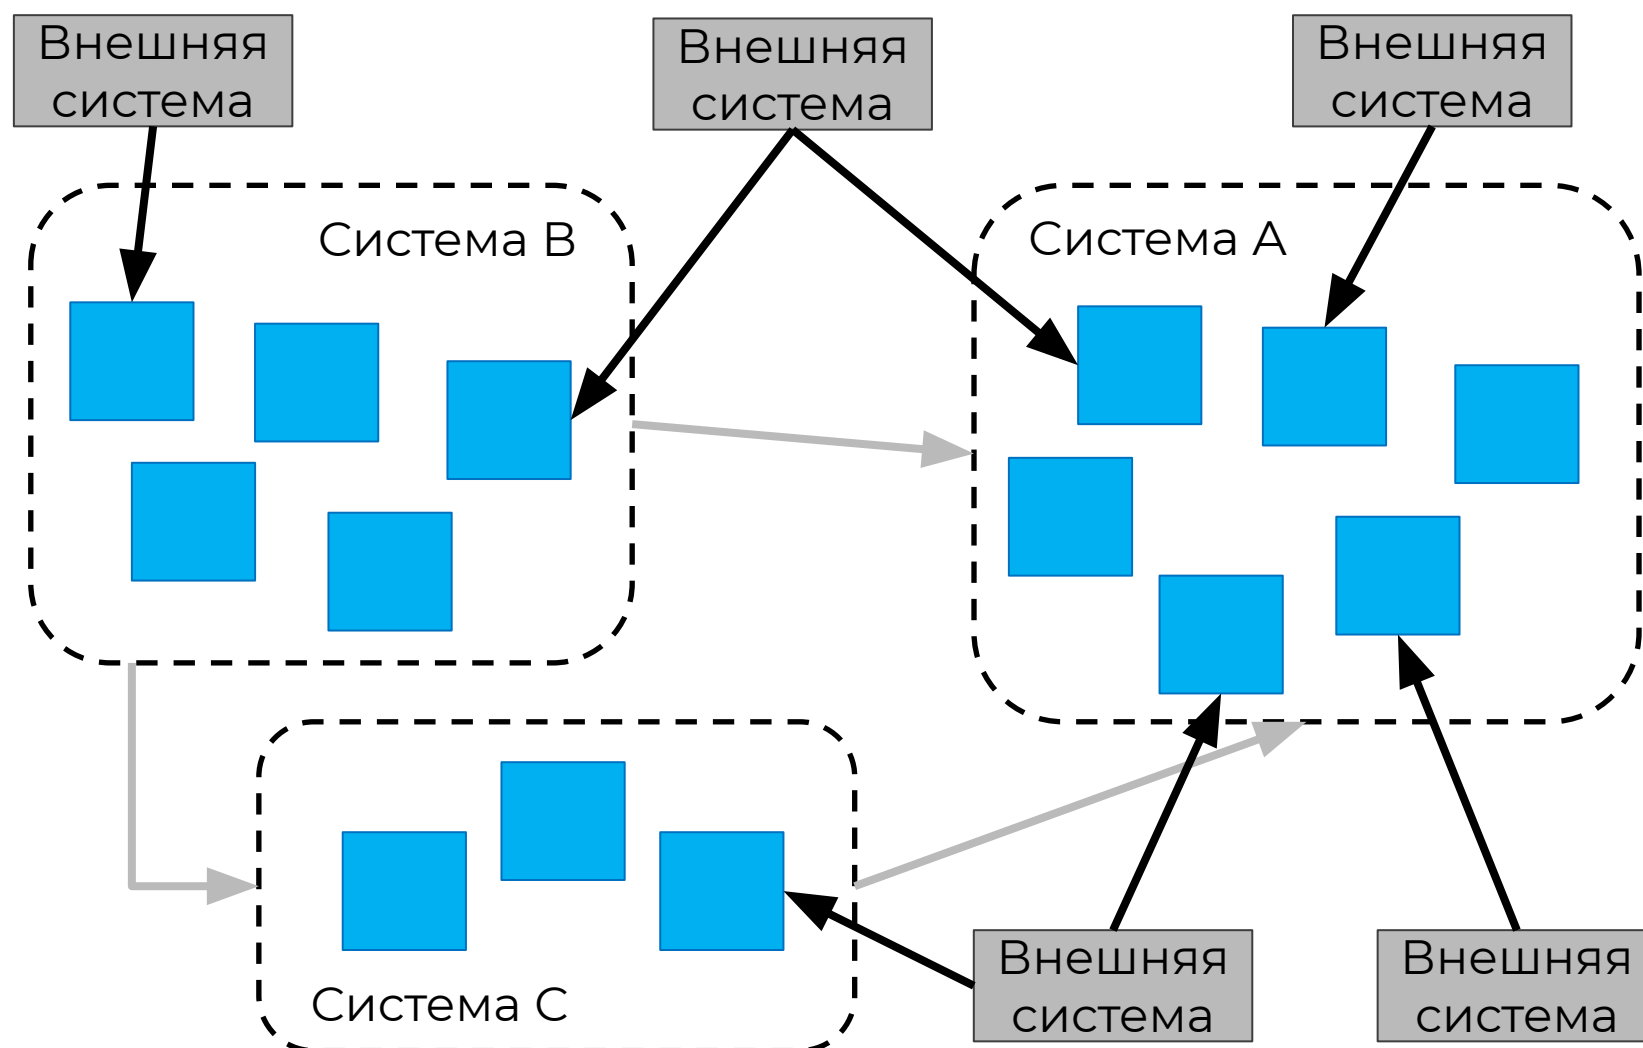 Внешняя
система
Внешняя
система
Внешняя
система
Система B
Система A
Система C
Внешняя
система
Внешняя
система